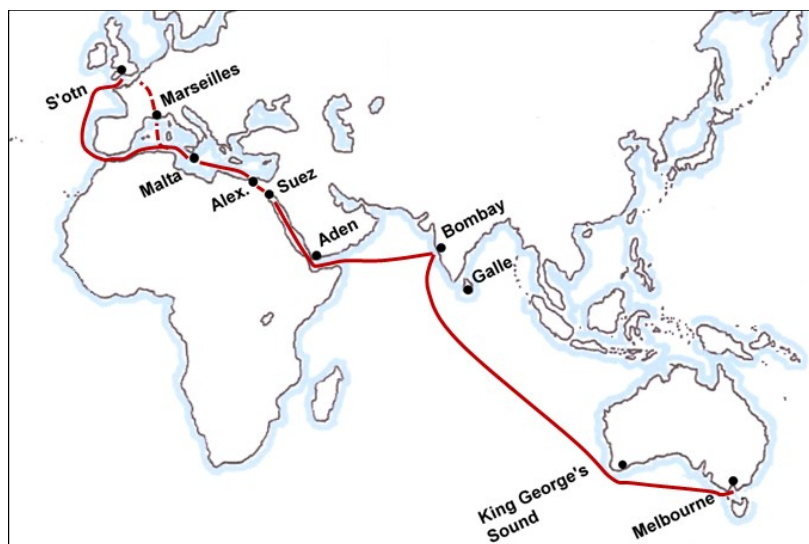 S'otn
Marseilles
Malta
Alex.
Suez
Aden
Bombay
Galle
King George's
Sound
Melbourne